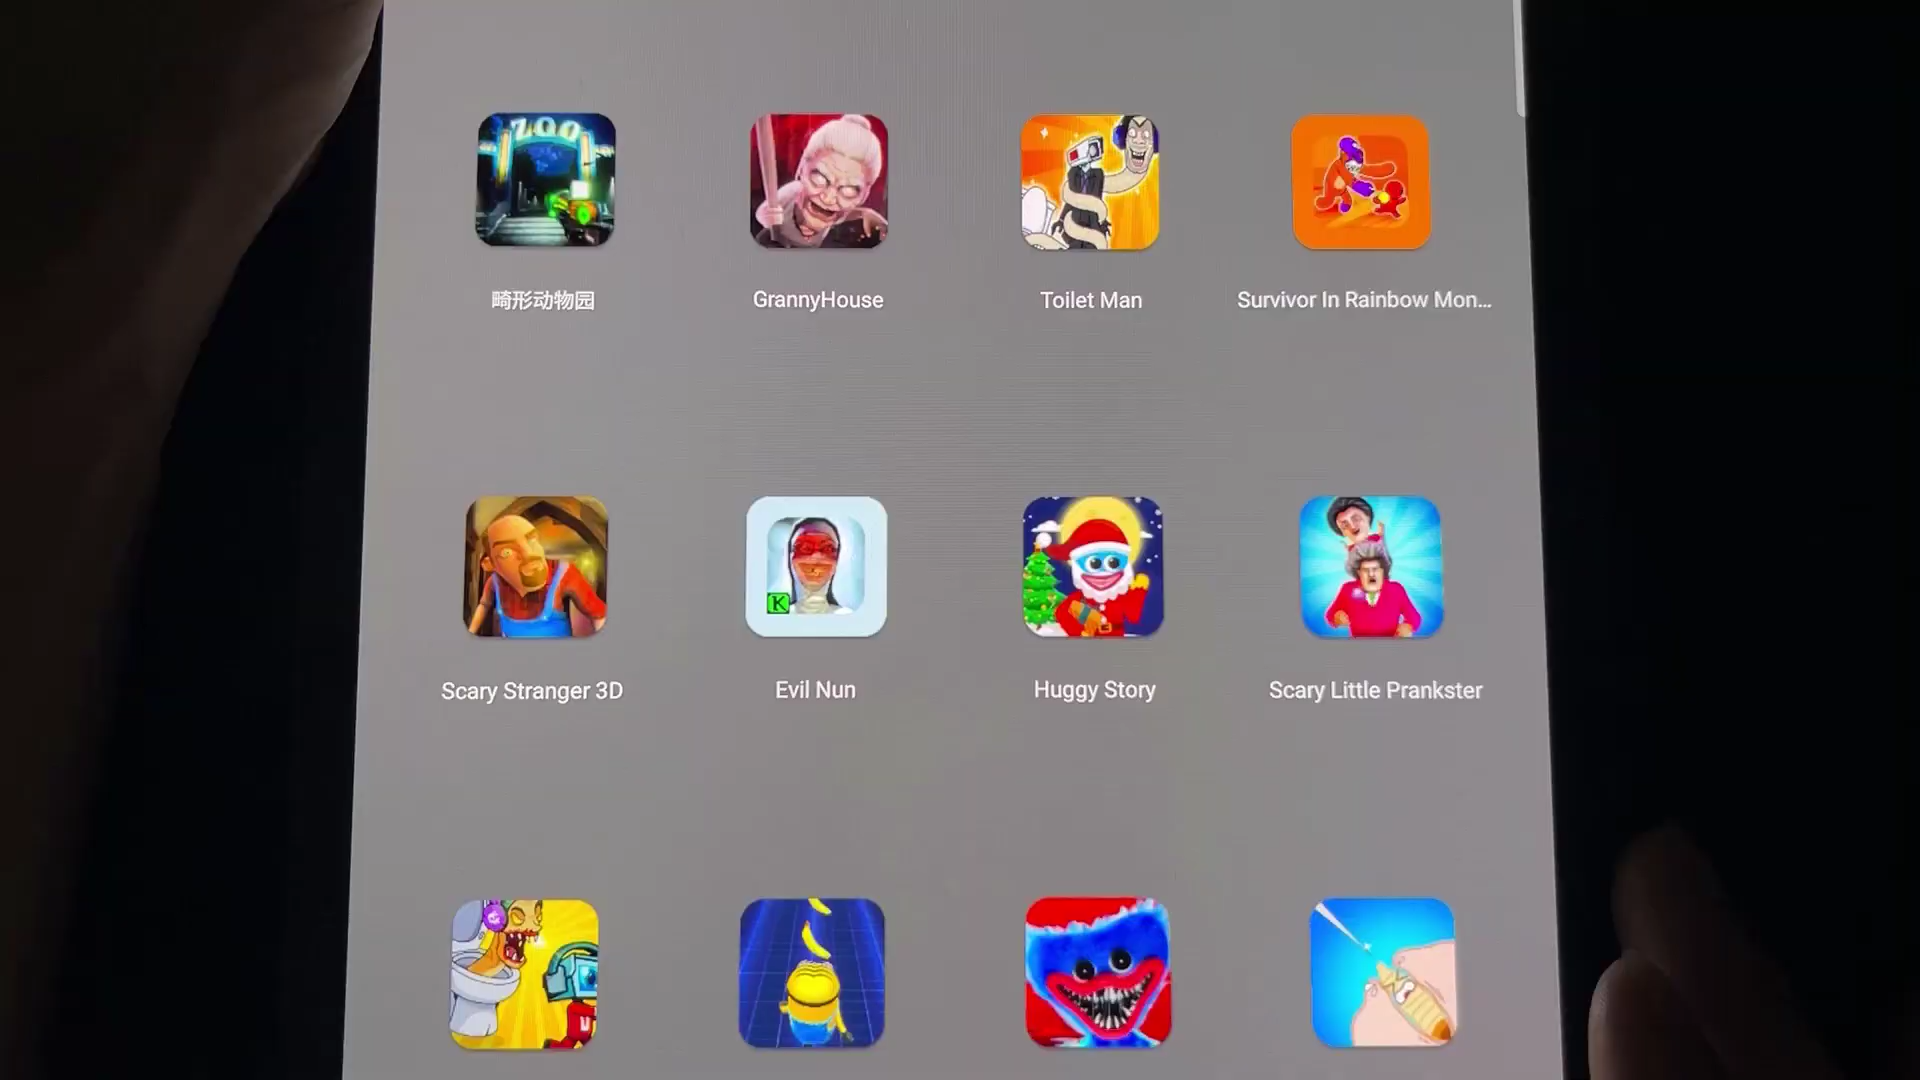 ZOO
畸形动物园
GrannyHouse
Toilet Man
Survivor In Rainbow Mon...
K
Scary Stranger 3D
Evil Nun
Huggy Story
Scary Little Prankster